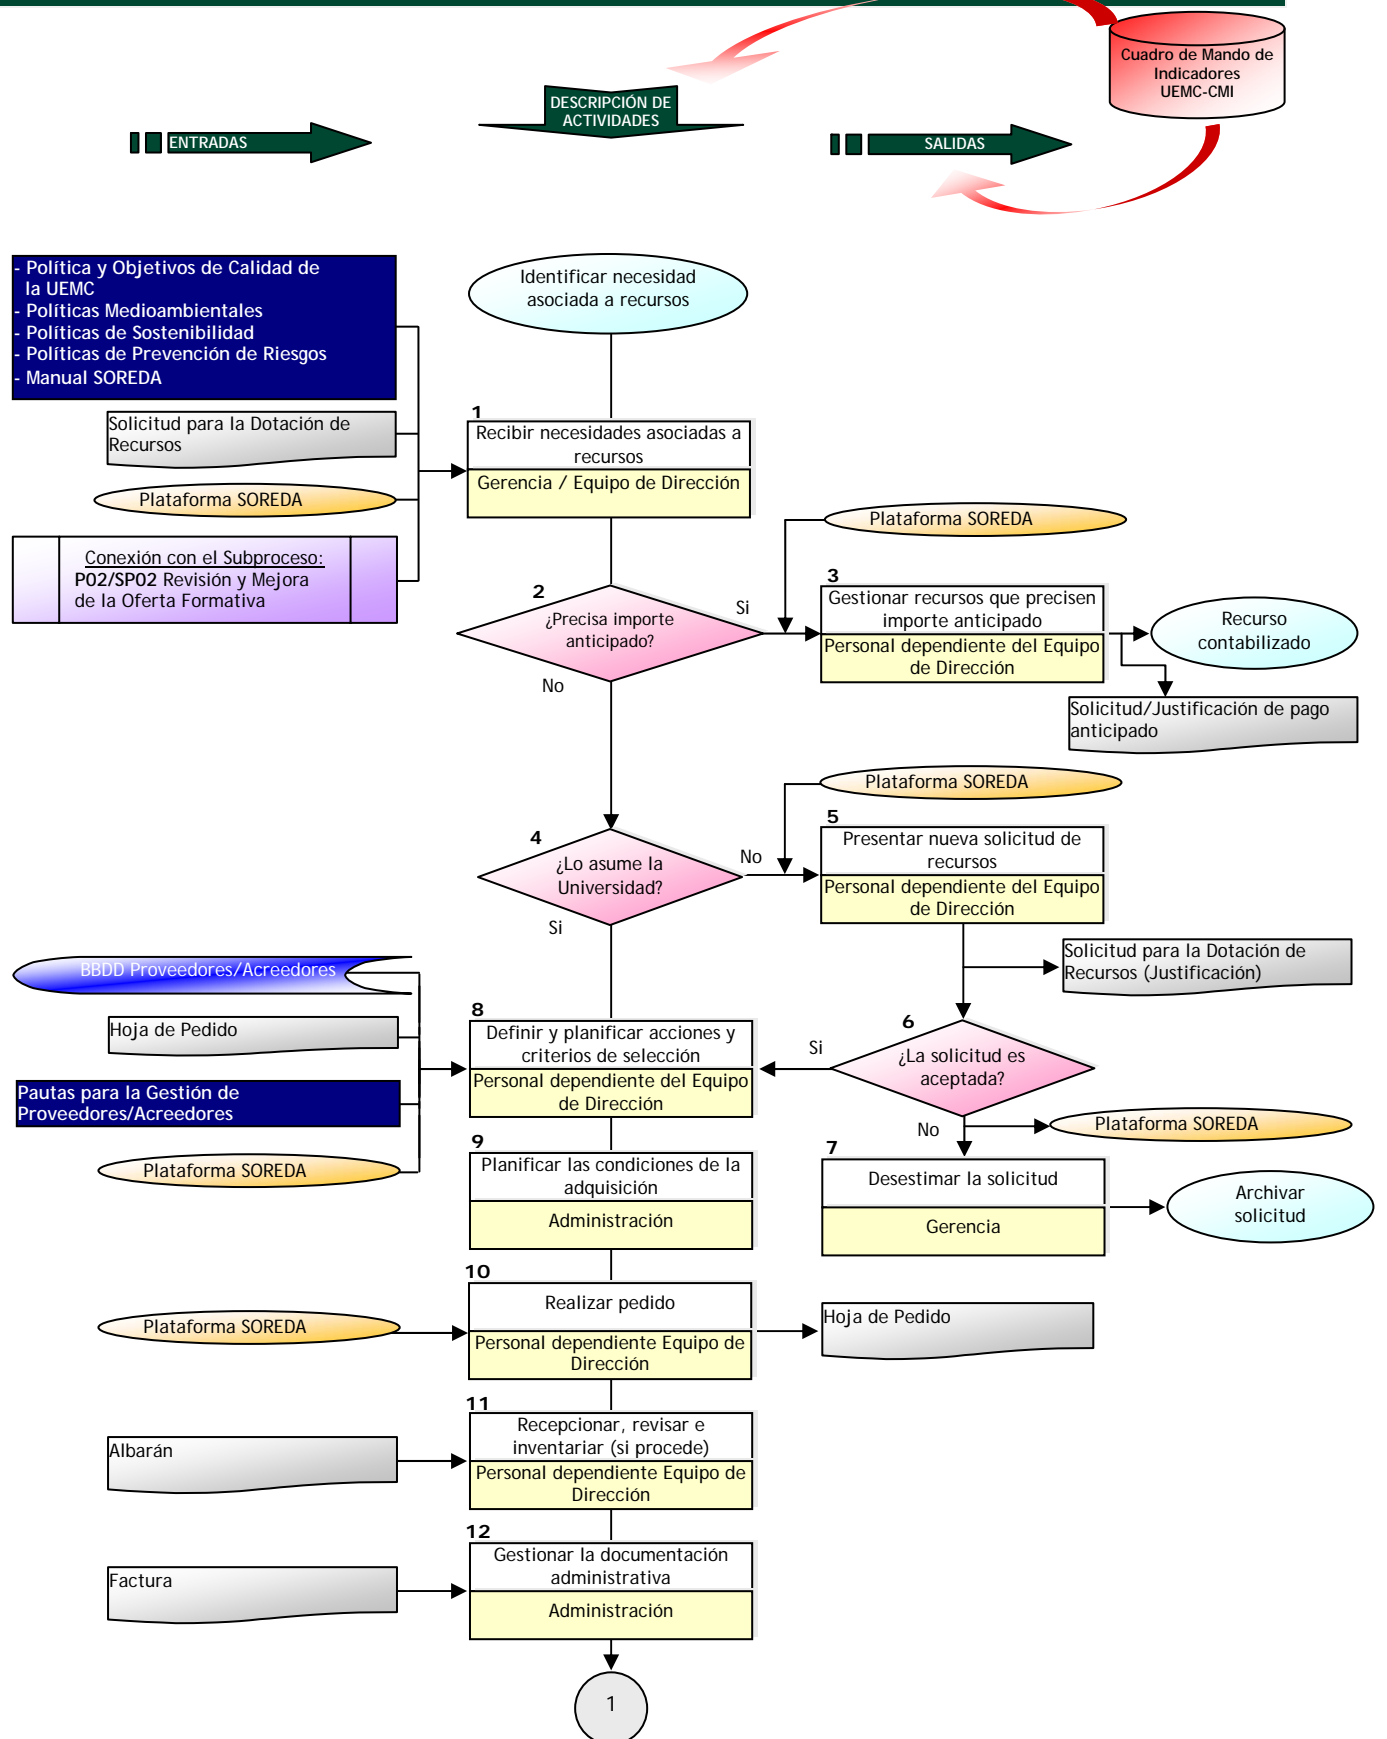 Cuadro de Mando de
Indicadores
UEMC-CMI
DESCRIPCIÓN DE
ACTIVIDADES
ENTRADAS
SALIDAS
- Política y Objetivos de Calidad de
la UEMC
- Políticas Medioambientales
- Políticas de Sostenibilidad
- Políticas de Prevención de Riesgos
- Manual SOREDA
Identificar necesidad
asociada a recursos
Solicitud para la Dotación de
Recursos
1
Recibir necesidades asociadas a
recursos
Gerencia / Equipo de Dirección
Plataforma SOREDA
Plataforma SOREDA
Conexión con el Subproceso:
P02/SP02 Revisión y Mejora
de la Oferta Formativa
2
¿Precisa importe
anticipado?
Si
No
3
Gestionar recursos que precisen
importe anticipado
Personal dependiente del Equipo
de Dirección
Recurso
contabilizado
Solicitud/Justificación de pago
anticipado
Plataforma SOREDA
4
¿Lo asume la
Universidad?
No
Si
5
Presentar nueva solicitud de
recursos
Personal dependiente del Equipo
de Dirección
Solicitud para la Dotación de
Recursos (Justificación)
BBDD Proveedores/Acreedores
Hoja de Pedido
Pautas para la Gestión de
Proveedores/Acreedores
Plataforma SOREDA
8
Definir y planificar acciones y
criterios de selección
Personal dependiente del Equipo
de Dirección
6
¿La solicitud es
aceptada?
Si
No
Plataforma SOREDA
9
Planificar las condiciones de la
adquisición
Administración
7
Desestimar la solicitud
Gerencia
Archivar
solicitud
10
Realizar pedido
Personal dependiente Equipo de
Dirección
Plataforma SOREDA
Hoja de Pedido
11
Recepcionar, revisar e
inventariar (si procede)
Personal dependiente Equipo de
Dirección
Albarán
12
Gestionar la documentación
administrativa
Administración
Factura
1